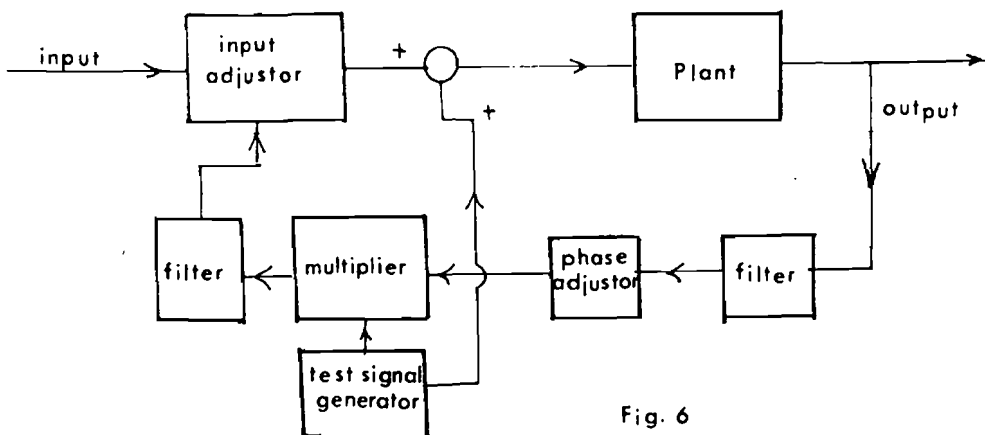 input
input
adjustor
+
+
Plant
output
filter
multiplier
phase
adjustor
filter
test signal
generator
Fig. 6